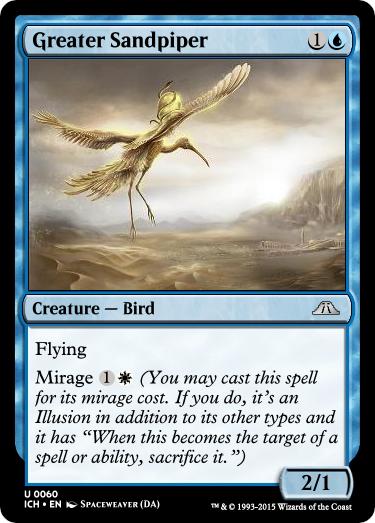 Greater Sandpiper 1
Creature — Bird
Flying
Mirage 1 (You may cast this spell
for its mirage cost. If you do, it's an
Illusion in addition to its other types and
it has “When this becomes the target of a
spell or ability, sacrifice it.”)
2/1
U 0060
ICH • EN SPACEWEAVER (DA)
™ & © 1993-2015 Wizards of the Coast